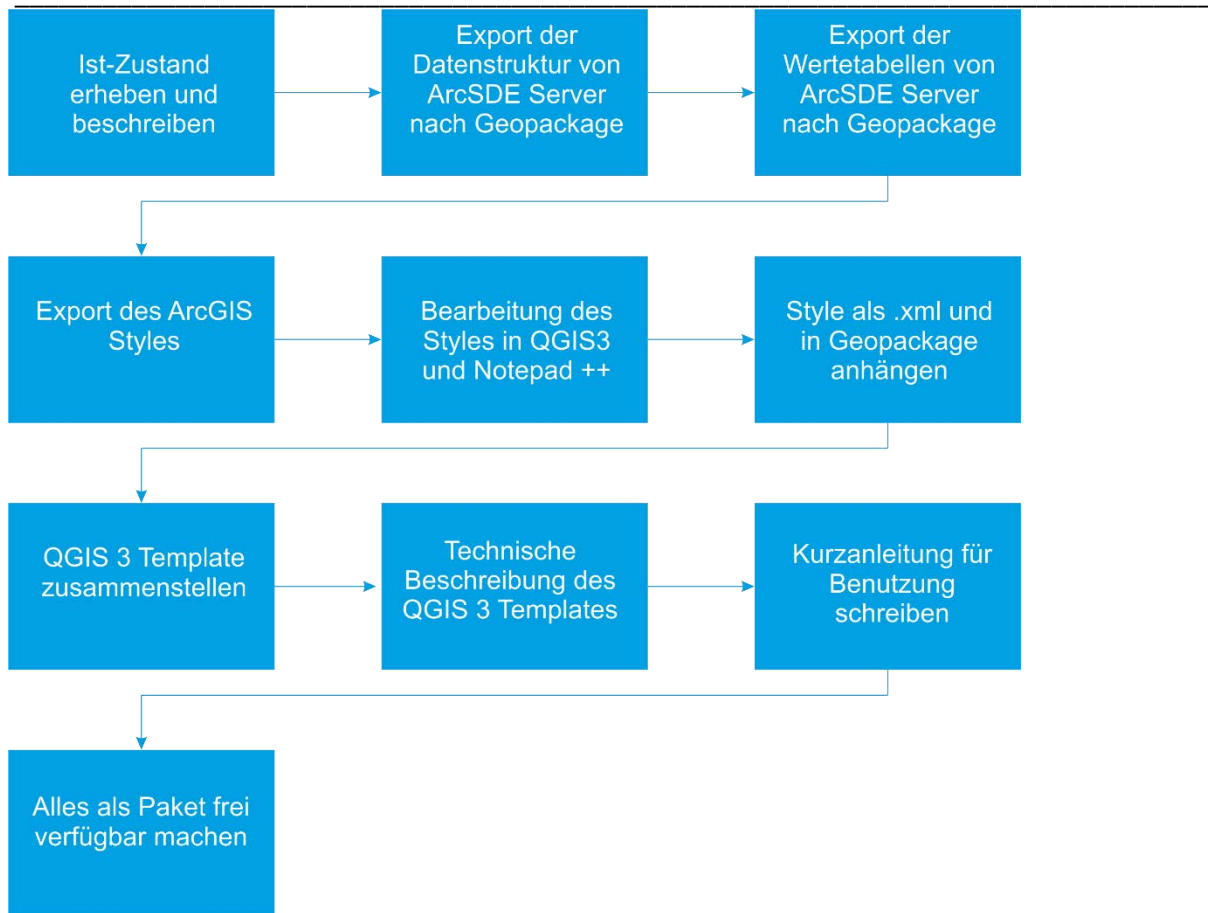 Ist-Zustand
erheben und
beschreiben
Export der
Datenstruktur von
ArcSDE Server
nach Geopackage
Export der
Wertetabellen von
ArcSDE Server
nach Geopackage
Export des ArcGIS
Styles
Bearbeitung des
Styles in QGIS3
und Notepad ++
Style als .xml und
in Geopackage
anhängen
QGIS 3 Template
zusammenstellen
Technische
Beschreibung des
QGIS 3 Templates
Kurzanleitung für
Benutzung
schreiben
Alles als Paket frei
verfügbar machen